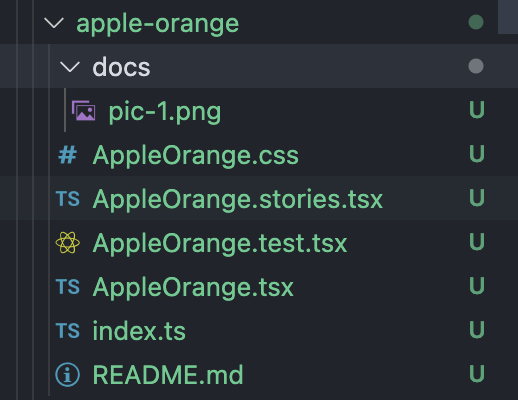 apple-orange
docs
pic-1.png U
# AppleOrange.css U
TS AppleOrange.stories.tsx U
AppleOrange.test.tsx U
TS AppleOrange.tsx U
TS index.ts U
README.md U